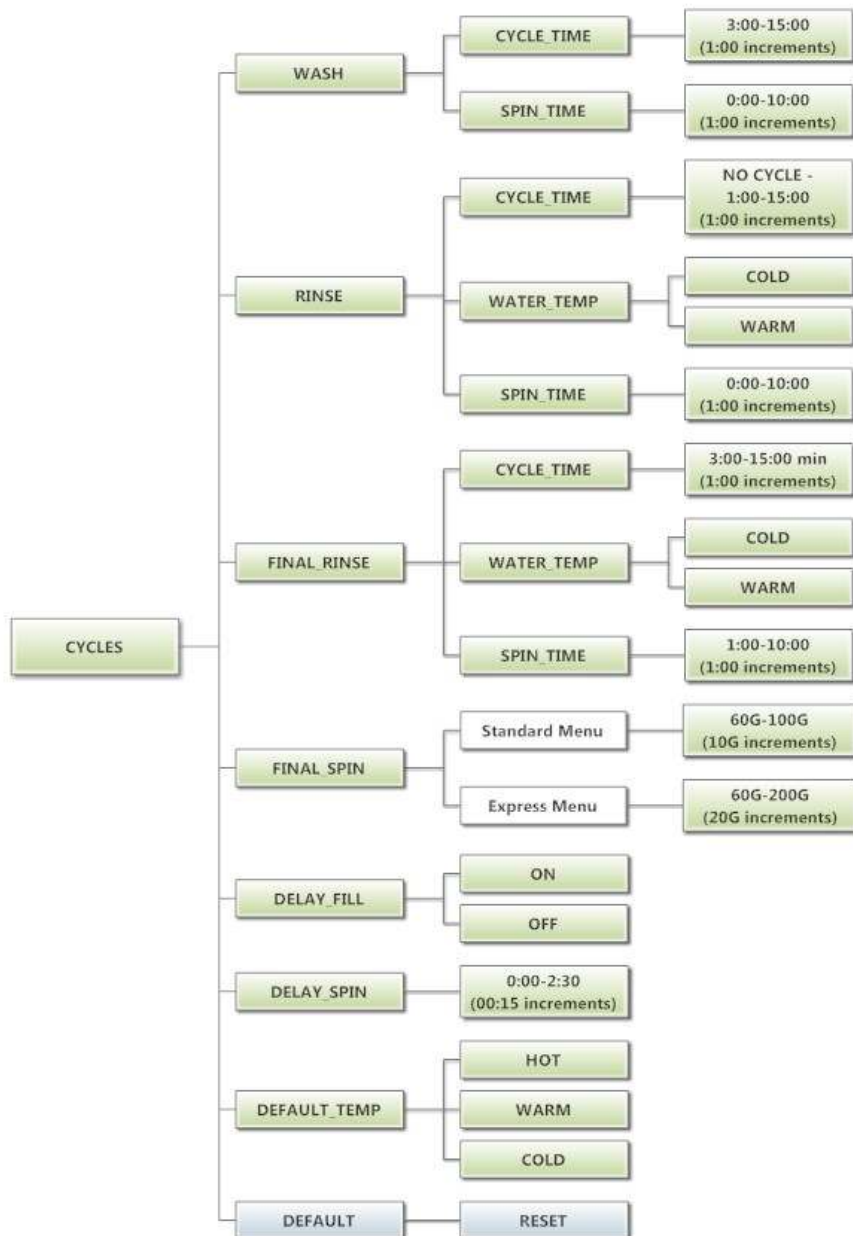 CYCLES
WASH
CYCLE_TIME
3:00-15:00
(1:00 increments)
SPIN_TIME
0:00-10:00
(1:00 increments)
RINSE
CYCLE_TIME
NO CYCLE -
1:00-15:00
(1:00 increments)
WATER_TEMP
COLD
WARM
SPIN_TIME
0:00-10:00
(1:00 increments)
FINAL_RINSE
CYCLE_TIME
3:00-15:00 min
(1:00 increments)
WATER_TEMP
COLD
WARM
SPIN_TIME
1:00-10:00
(1:00 increments)
FINAL_SPIN
Standard Menu
60G-100G
(10G increments)
Express Menu
60G-200G
(20G increments)
DELAY_FILL
ON
OFF
DELAY_SPIN
0:00-2:30
(00:15 increments)
DEFAULT_TEMP
HOT
WARM
COLD
DEFAULT
RESET